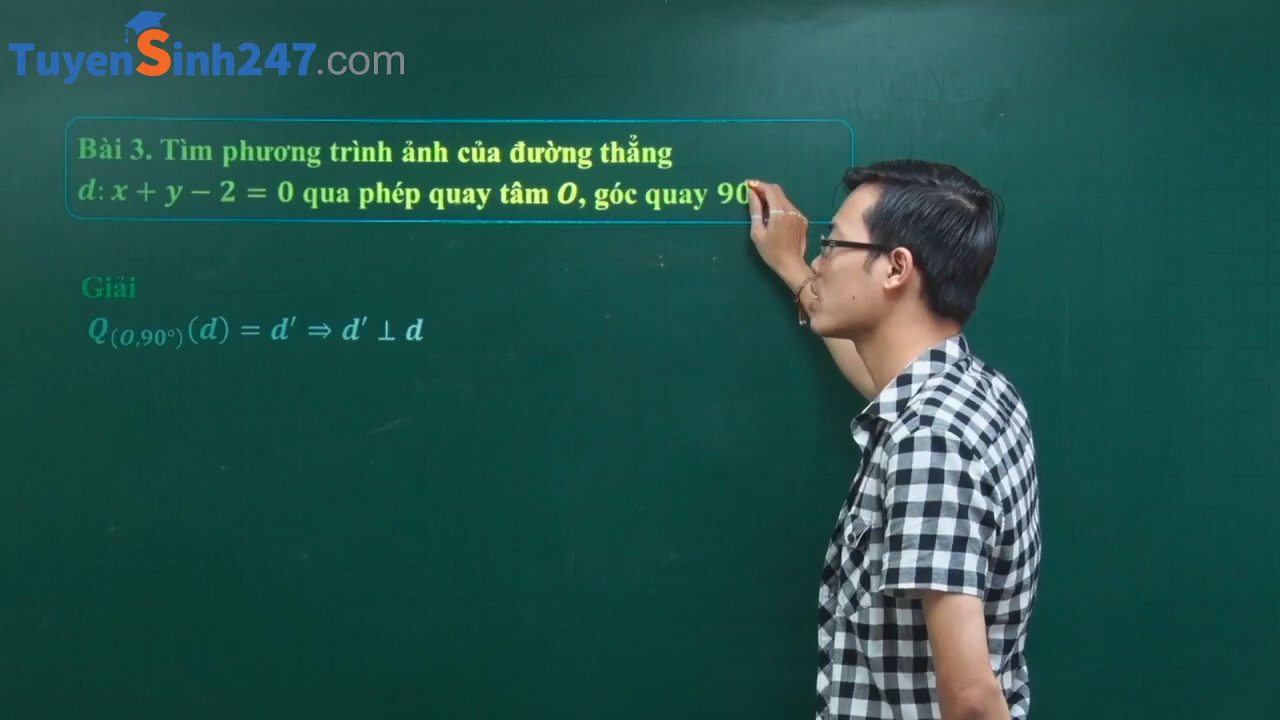 TuyenSinh247.com
Bài 3. Tìm phương trình ảnh của đường thẳng
d: x + y − 2 = 0 qua phép quay tâm O, góc quay 90
Giải
Q(O,90°)(d) = d′ ⇒ d′ ⊥ d